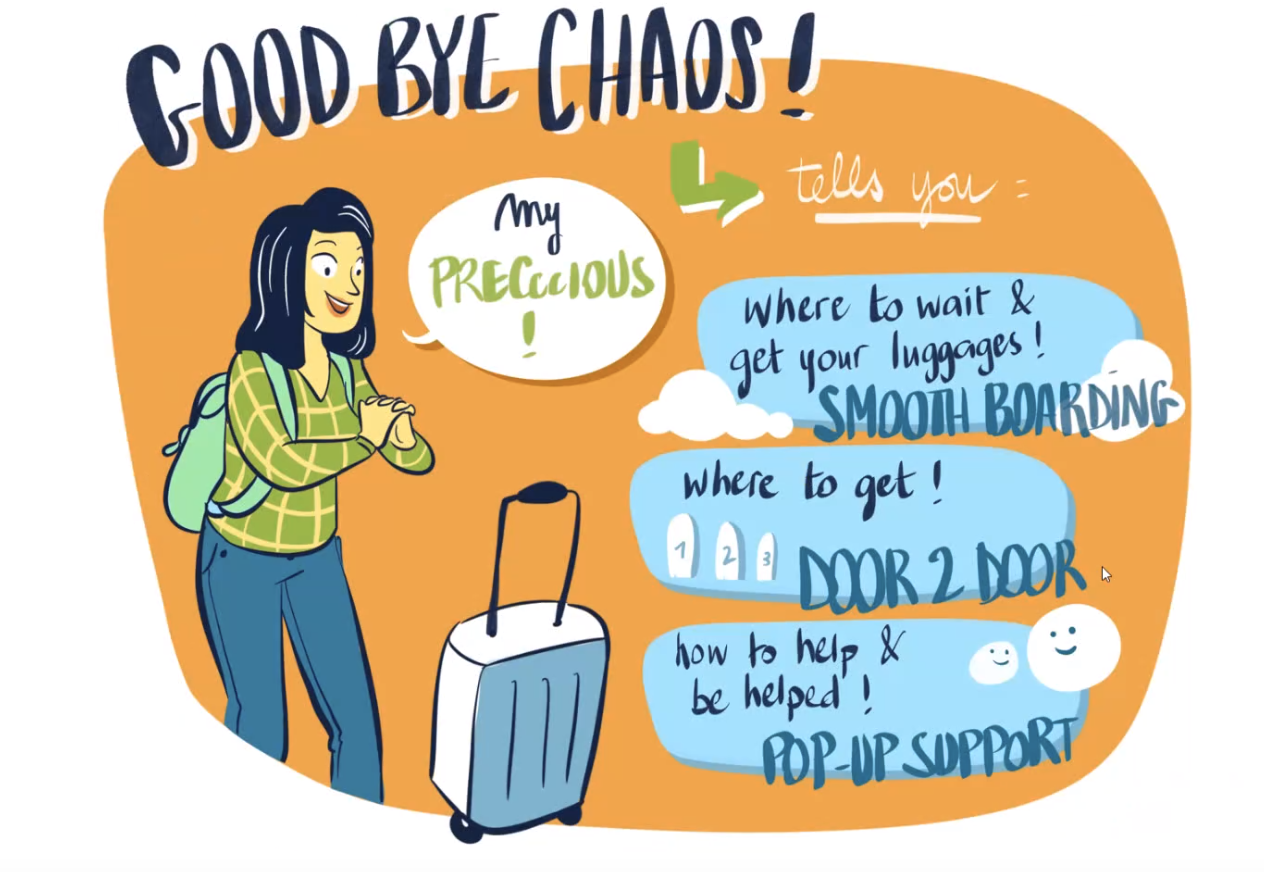 GOOD BYE CHAOS!
tells you :
My
PRECCCIOUS
!
where to wait &
get your luggages!
SMOOTH BOARDING
where to get!
1 2 3
DOOR 2 DOOR
how to help &
be helped!
POP-UP SUPPORT